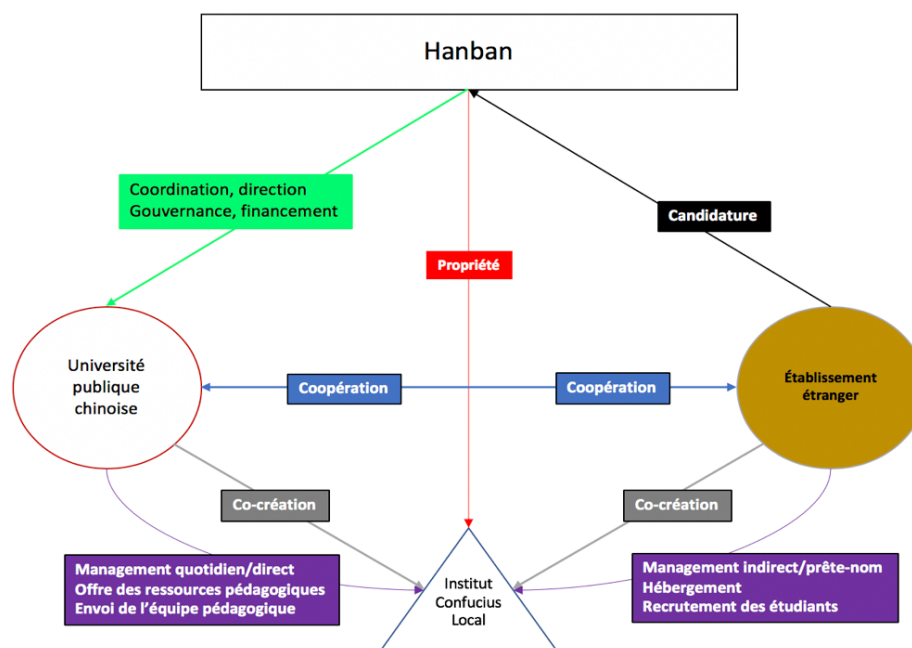 Hanban
Coordination, direction
Gouvernance, financement
Candidature
Propriété
Université
publique
chinoise
Coopération
Coopération
Établissement
étranger
Co-création
Co-création
Management quotidien/direct
Offre des ressources pédagogiques
Envoi de l'équipe pédagogique
Institut
Confucius
Local
Management indirect/prête-nom
Hébergement
Recrutement des étudiants